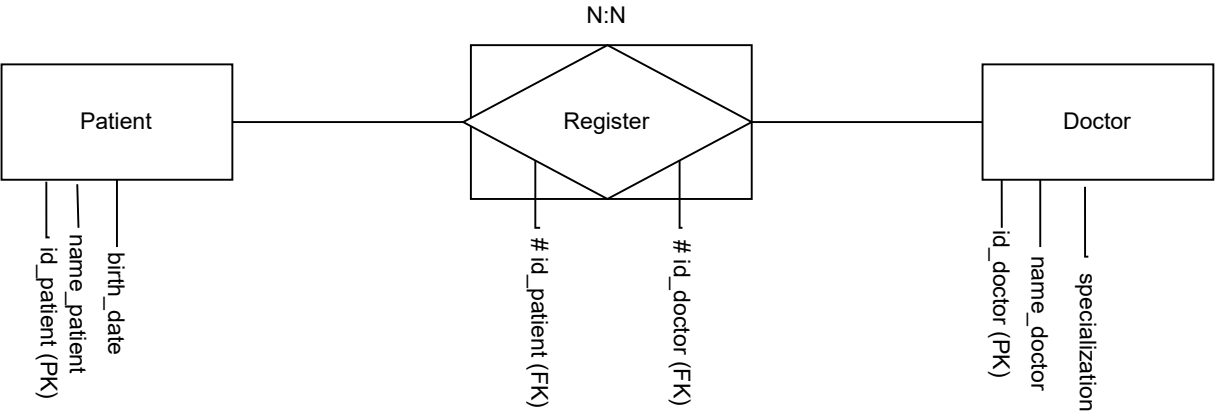 N:N
Patient
Register
Doctor
id_patient (PK)
name_patient
birth_date
# id_patient (FK)
# id_doctor (FK)
id_doctor (PK)
name_doctor
specialization